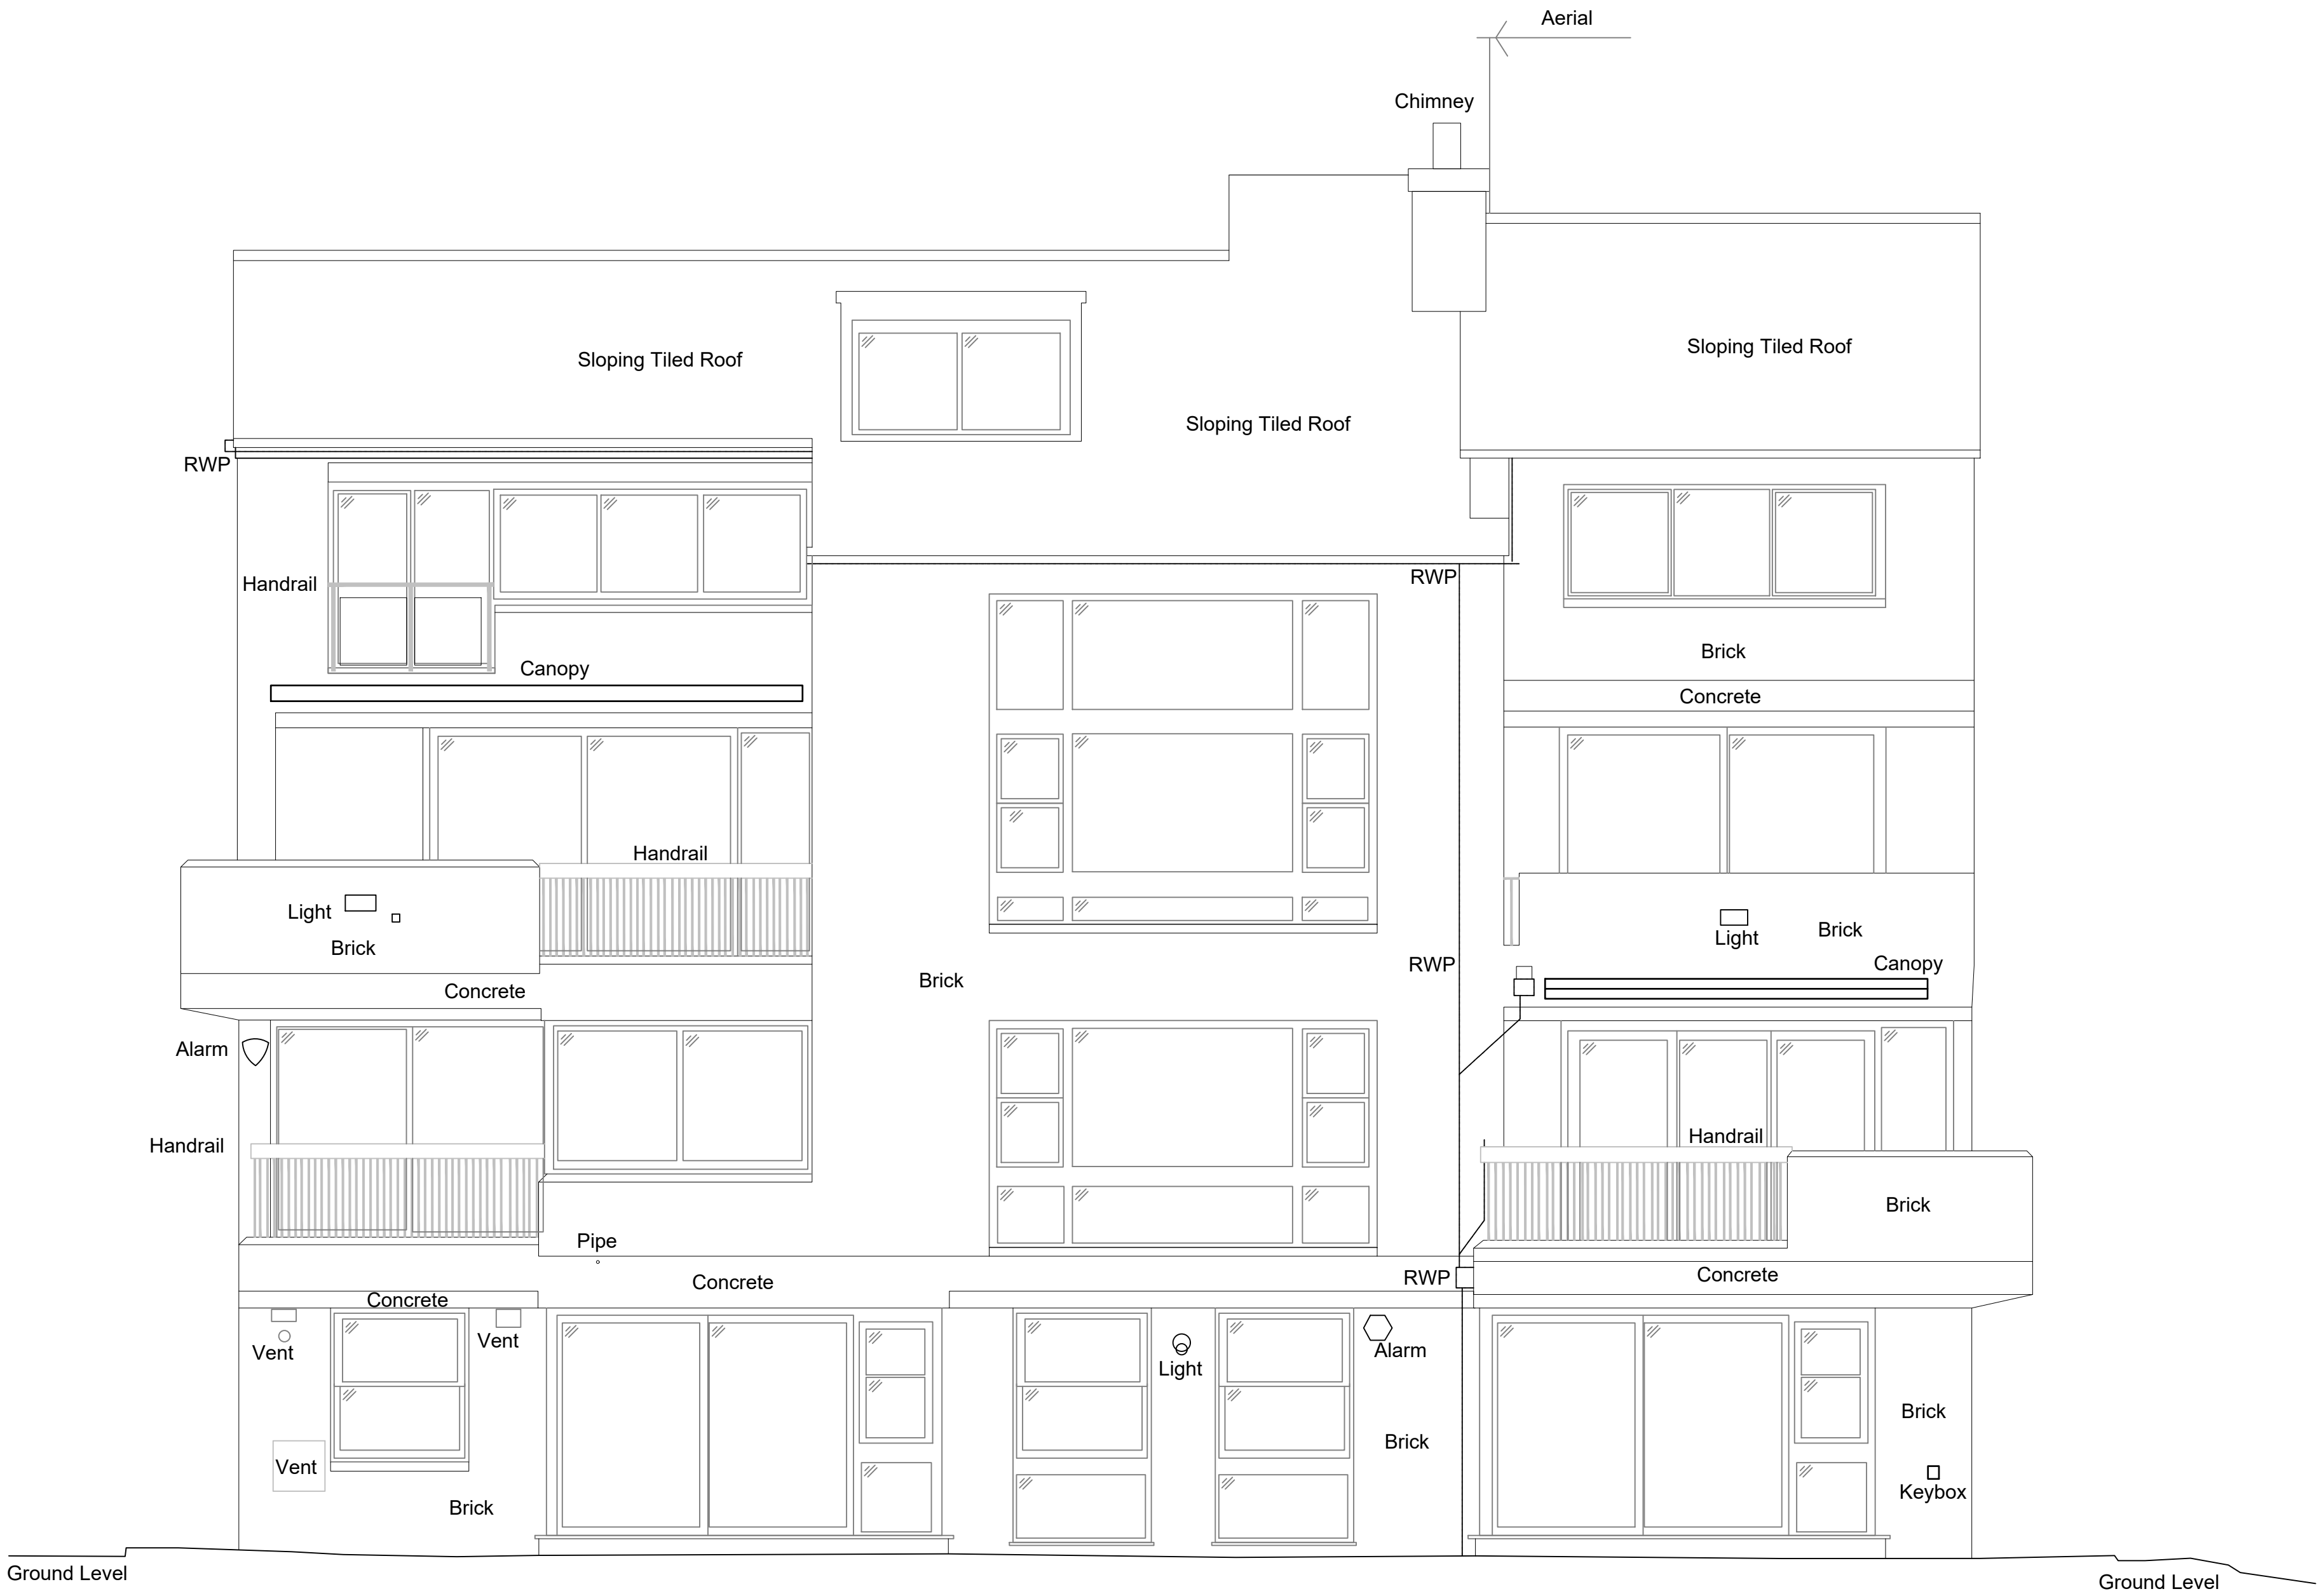 Aerial
Chimney
Sloping Tiled Roof
Sloping Tiled Roof
Sloping Tiled Roof
RWP
Handrail
RWP
Brick
Canopy
Concrete
Handrail
Light
Brick
Light
Brick
Canopy
RWP
Brick
Concrete
Alarm
Handrail
Handrail
Brick
Pipe
Concrete
RWP
Concrete
Concrete
Vent
Vent
Light
Alarm
Brick
Brick
Vent
Keybox
Brick
Ground Level
Ground Level